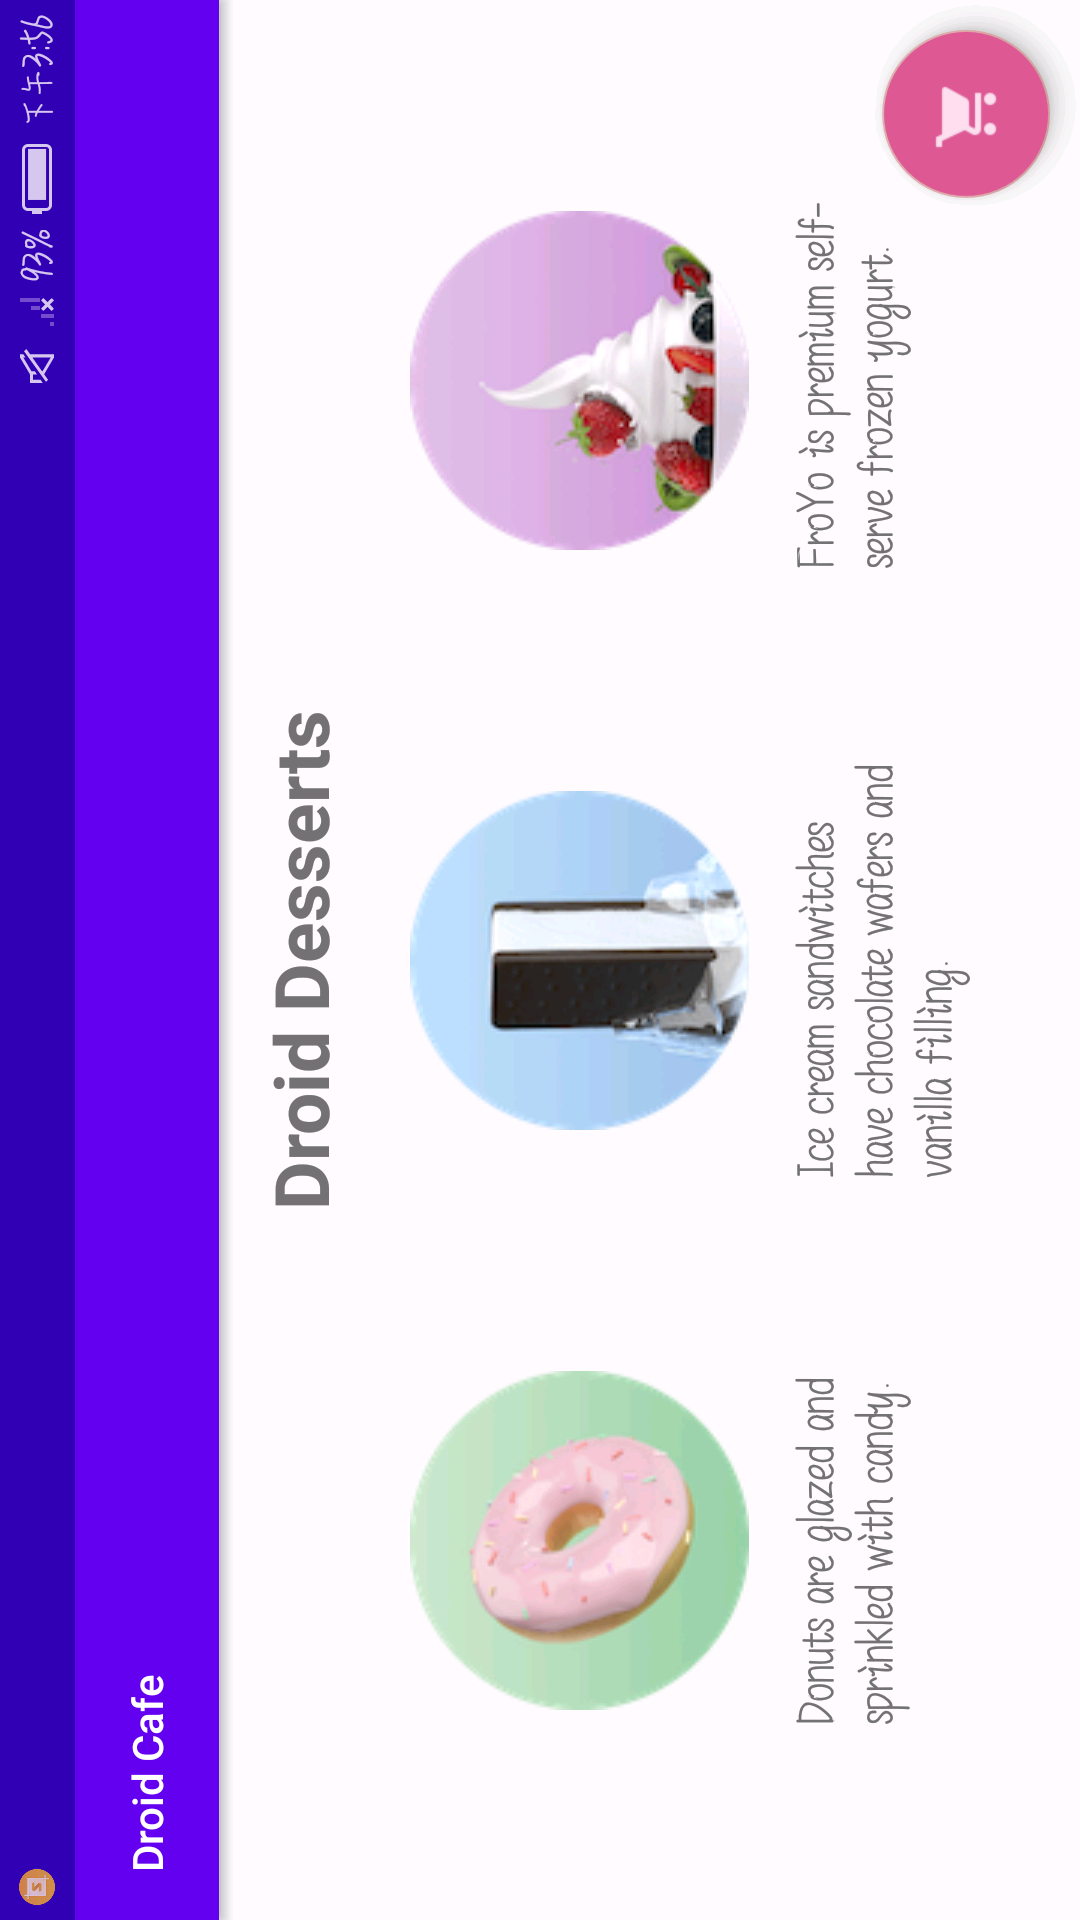 93% 下午3:56
Droid Cafe
Droid Desserts
Donuts are glazed and
sprinkled with candy.
Ice cream sandwitches
have chocolate wafers and
vanilla filling.
FroYo is premium self-
serve frozen yogurt.